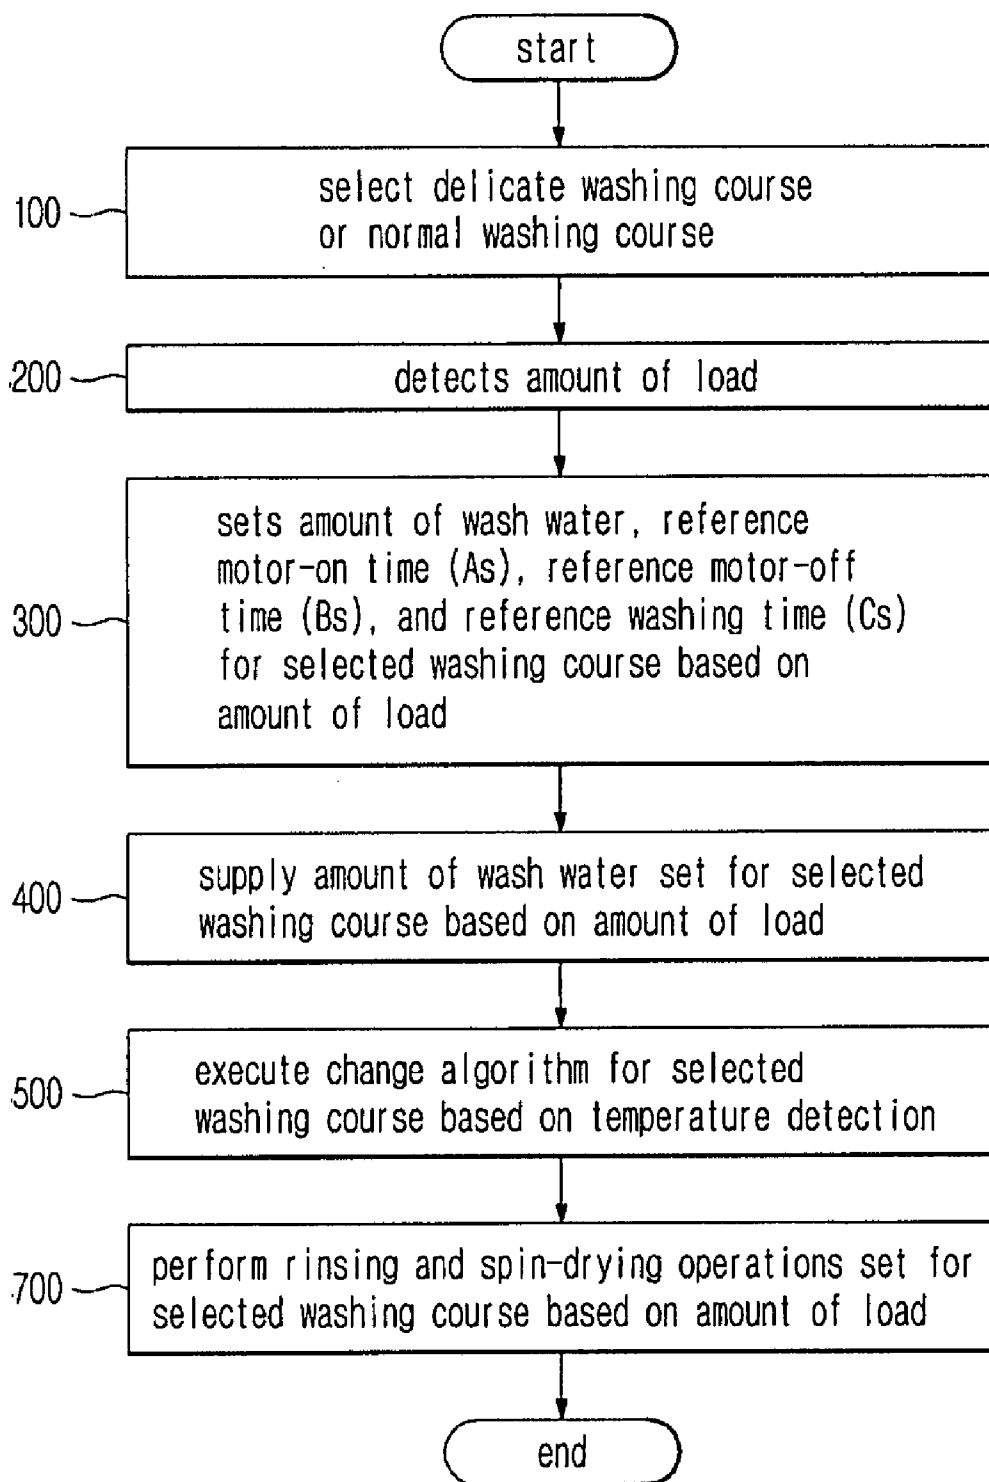 start
100
select delicate washing course
or normal washing course
200
detects amount of load
300
sets amount of wash water, reference
motor-on time (As), reference motor-off
time (Bs), and reference washing time (Cs)
for selected washing course based on
amount of load
400
supply amount of wash water set for selected
washing course based on amount of load
500
execute change algorithm for selected
washing course based on temperature detection
700
perform rinsing and spin-drying operations set for
selected washing course based on amount of load
end